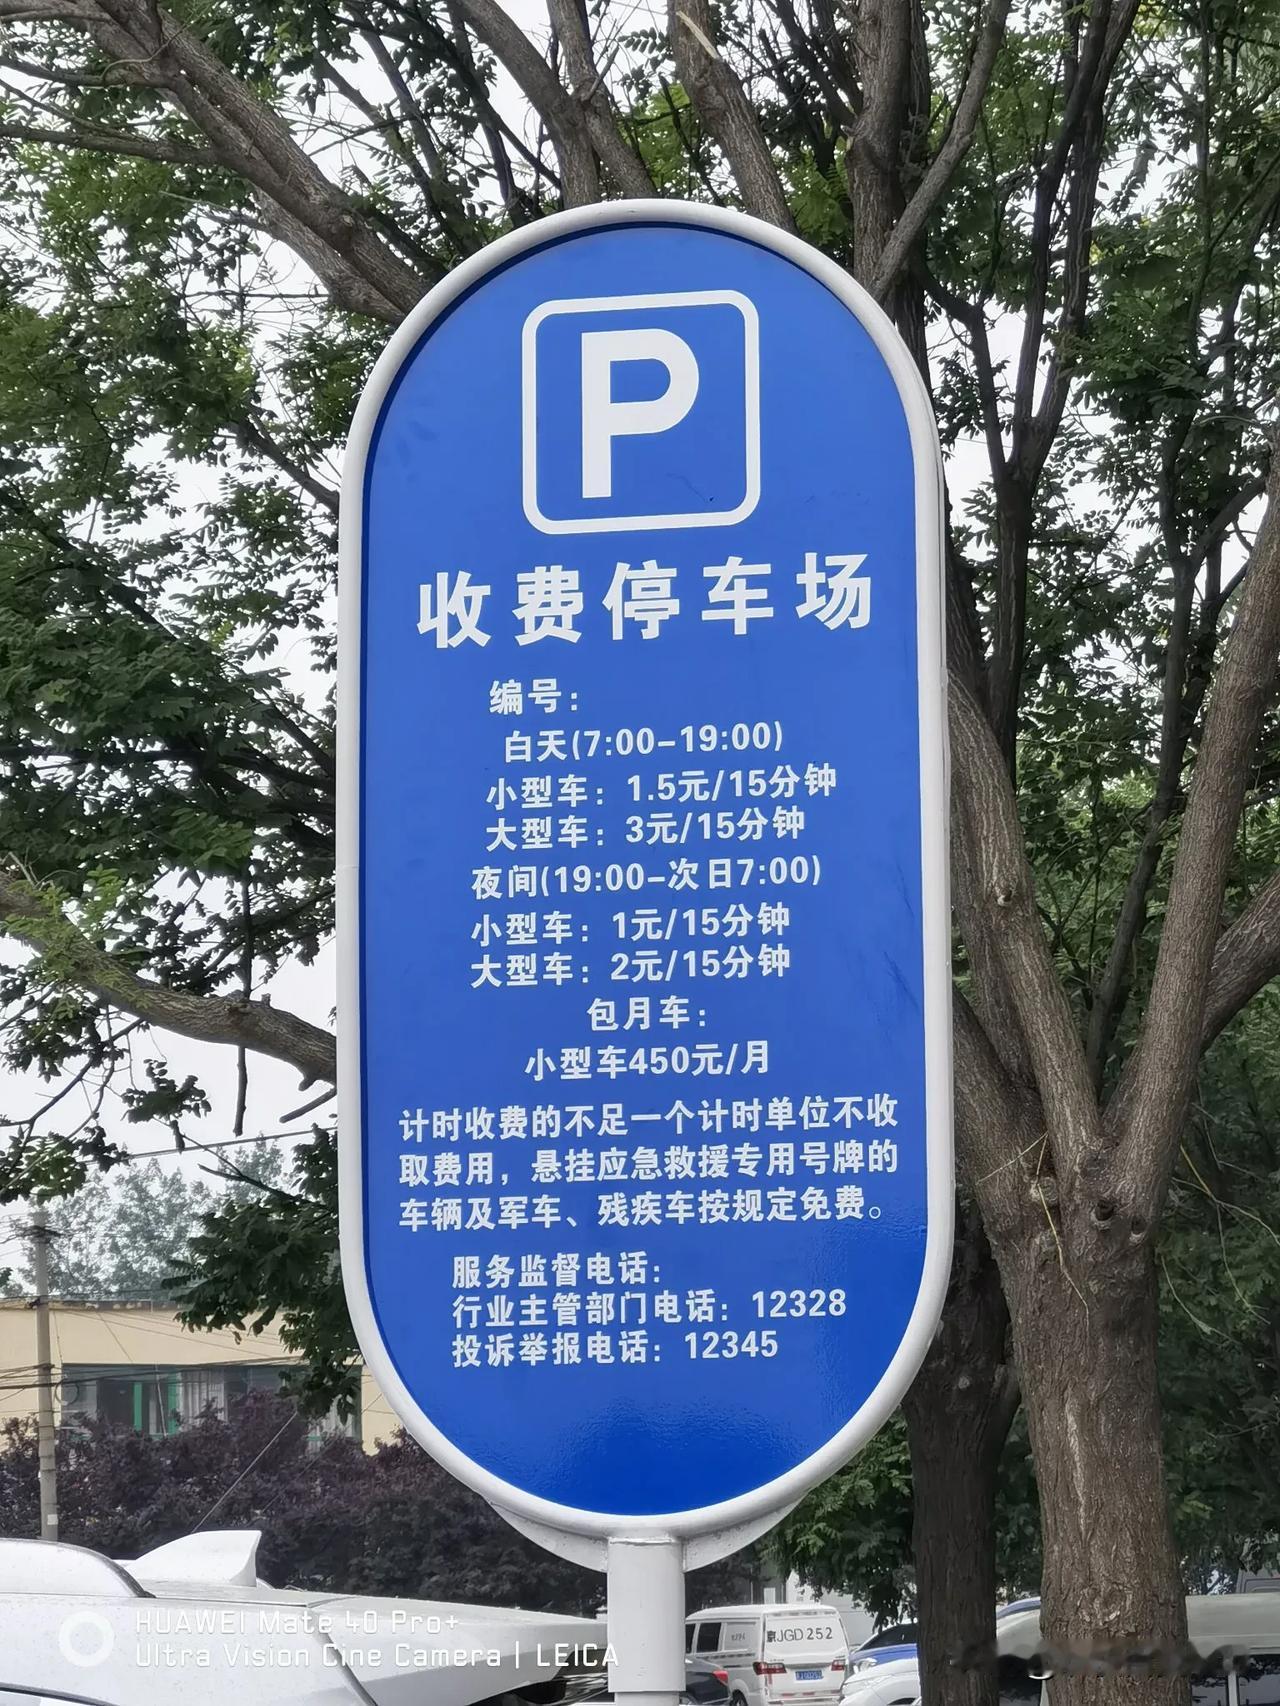 P
收费停车场
编号：
白天(7:00-19:00)
小型车：1.5元/15分钟
大型车：3元/15分钟
夜间(19:00-次日7:00)
小型车：1元/15分钟
大型车：2元/15分钟
包月车：
小型车450元/月
计时收费的不足一个计时单位不收
取费用，悬挂应急救援专用号牌的
车辆及军车、残疾车按规定免费。
服务监督电话：
行业主管部门电话：12328
投诉举报电话：12345
京JGD252
HUAWEI Mate 40 Pro+
Ultra Vision Cine Camera | LEICA